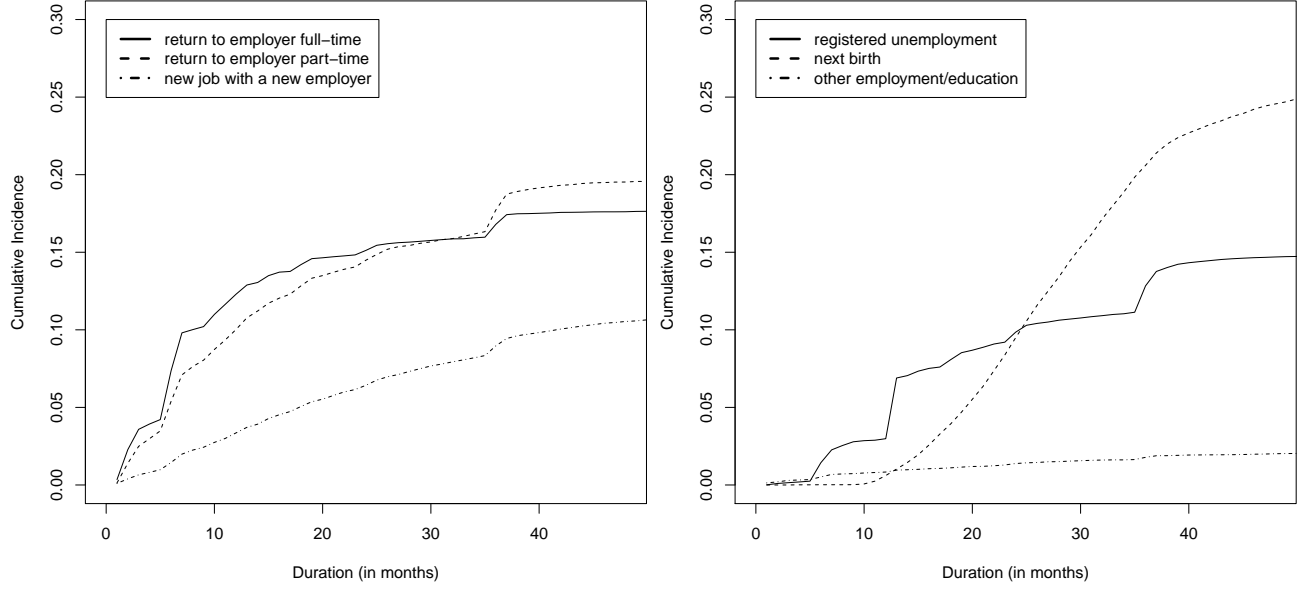 return to employer full−time
return to employer part−time
new job with a new employer
0.30
0.25
0.20
0.15
0.10
0.05
0.00
Cumulative Incidence
0 10 20 30 40
Duration (in months)
registered unemployment
next birth
other employment/education
0.30
0.25
0.20
0.15
0.10
0.05
0.00
Cumulative Incidence
0 10 20 30 40
Duration (in months)